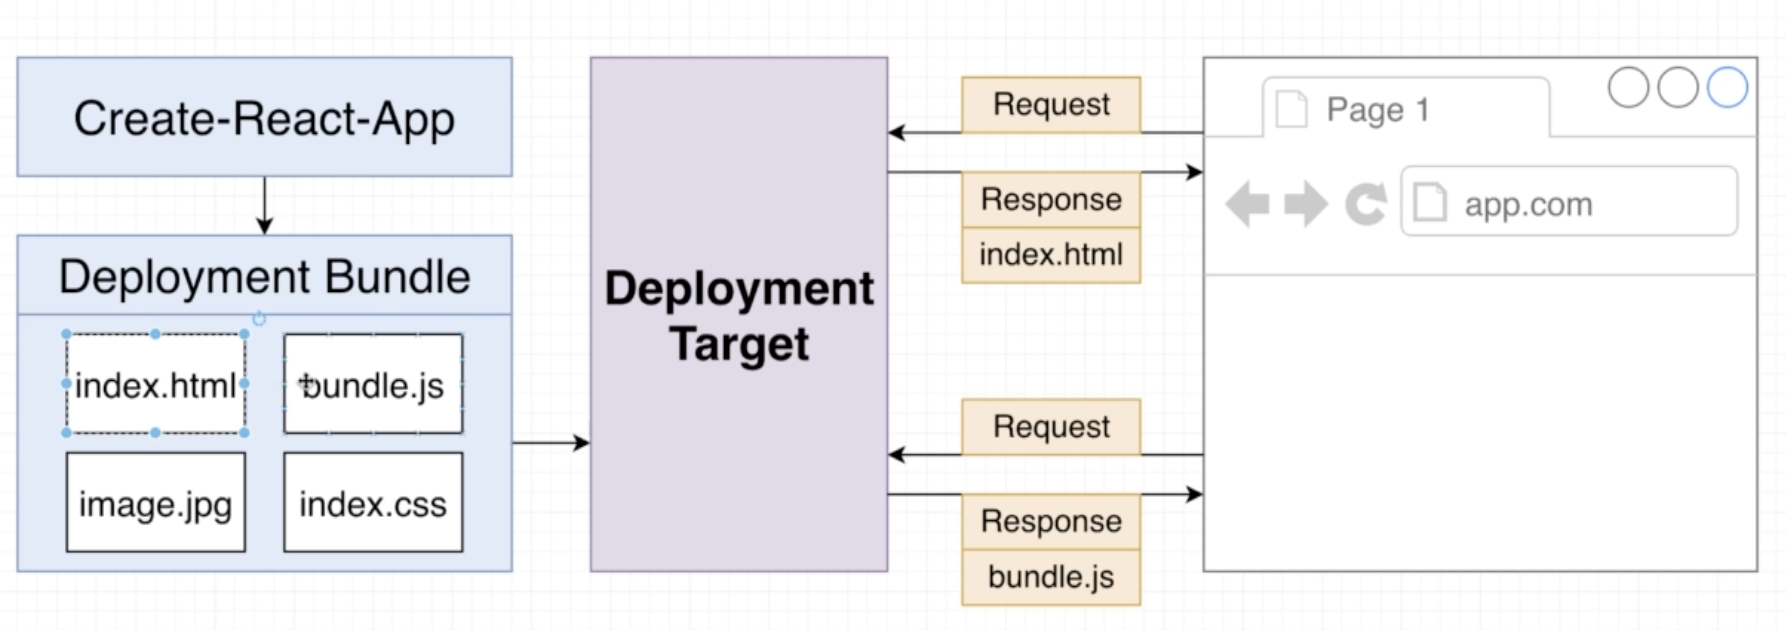 Create-React-App
Deployment Bundle
index.html
bundle.js
image.jpg
index.css
Deployment
Target
Request
Response
index.html
Request
Response
bundle.js
Page 1
app.com